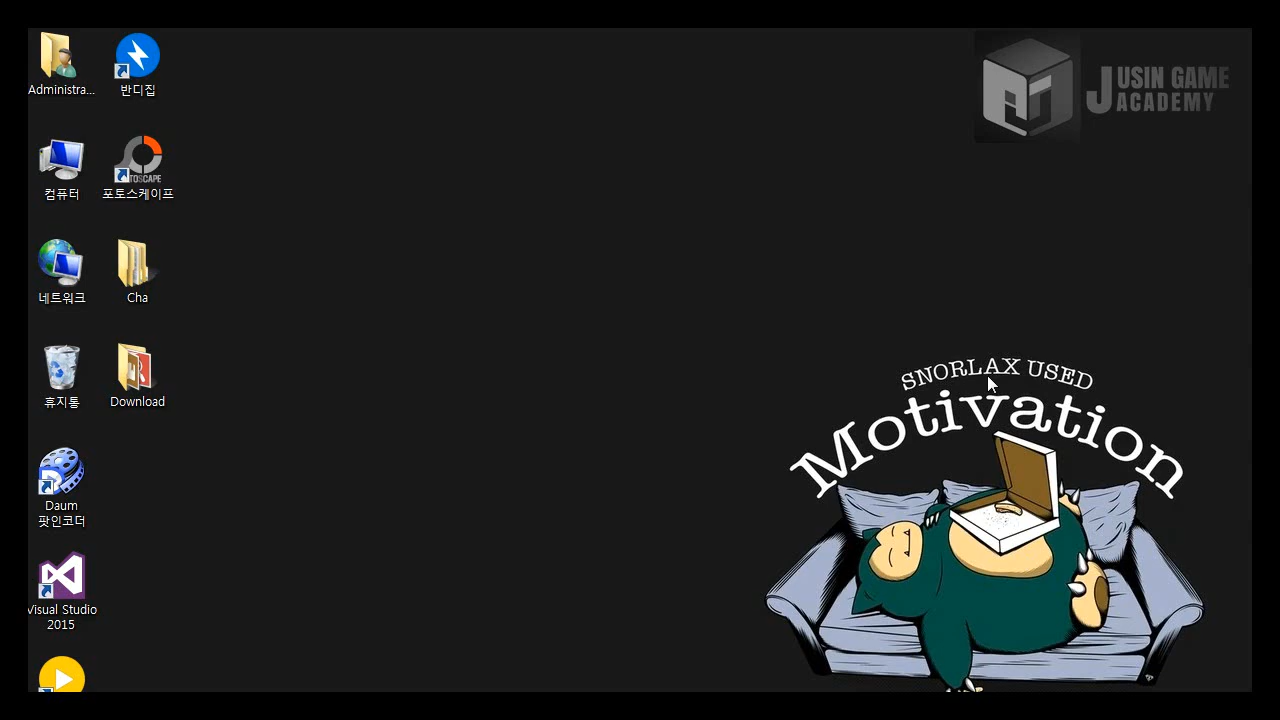 Administra...
반디집
JUSIN GAME
ACADEMY
컴퓨터
TOSCAPE
포토스케이프
네트워크
Cha
휴지통
Download
SNORLAX USED
Motivation
Daum
팟인코더
Visual Studio
2015